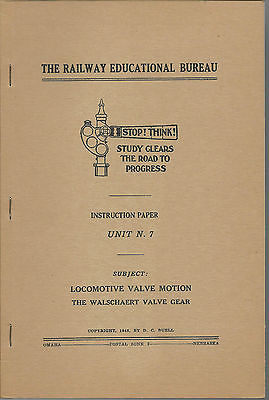 THE RAILWAY EDUCATIONAL BUREAU
STOP! THINK!
STUDY CLEARS
THE ROAD TO
PROGRESS
INSTRUCTION PAPER
UNIT N. 7
SUBJECT:
LOCOMOTIVE VALVE MOTION
THE WALSCHAERT VALVE GEAR
COPYRIGHT, BY D. C. BUELL
OMAHA NEBRASKA